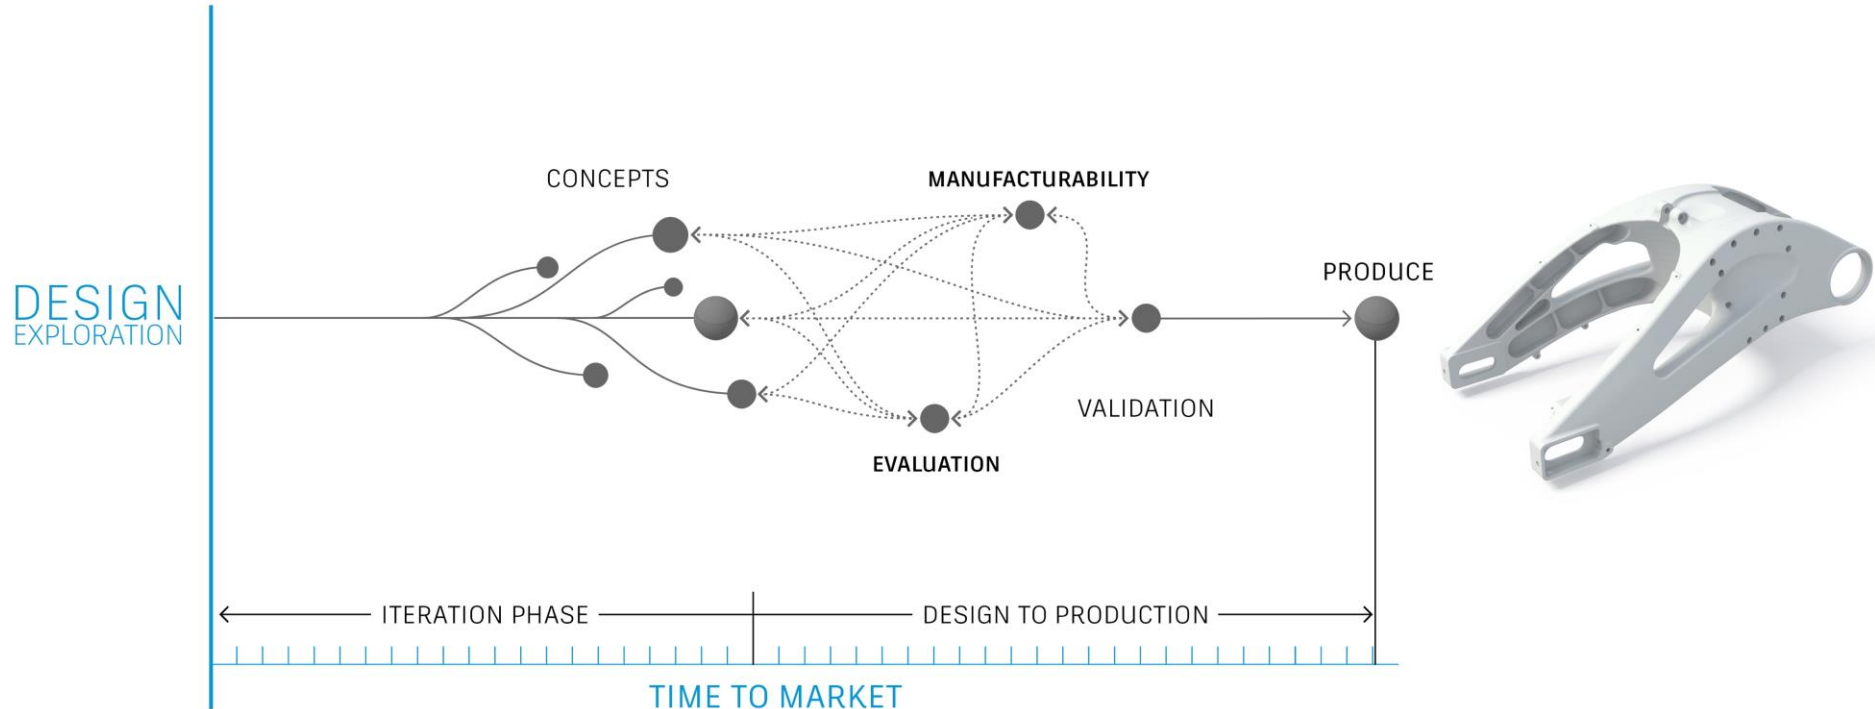 CONCEPTS
MANUFACTURABILITY
PRODUCE
DESIGN
EXPLORATION
VALIDATION
EVALUATION
ITERATION PHASE
DESIGN TO PRODUCTION
TIME TO MARKET